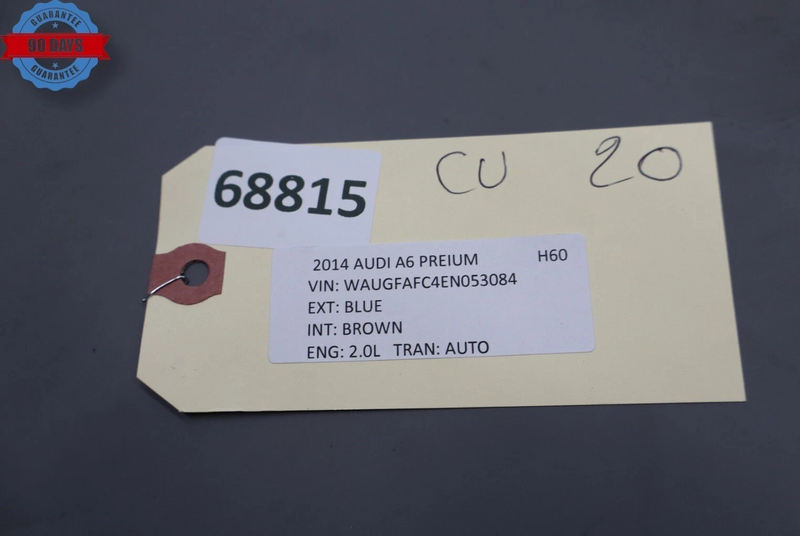 GUARANTEE
90 DAYS
GUARANTEE
CU 20
68815
2014 AUDI A6 PREIUM H60
VIN: WAUGFAFC4EN053084
EXT: BLUE
INT: BROWN
ENG: 2.0L TRAN: AUTO